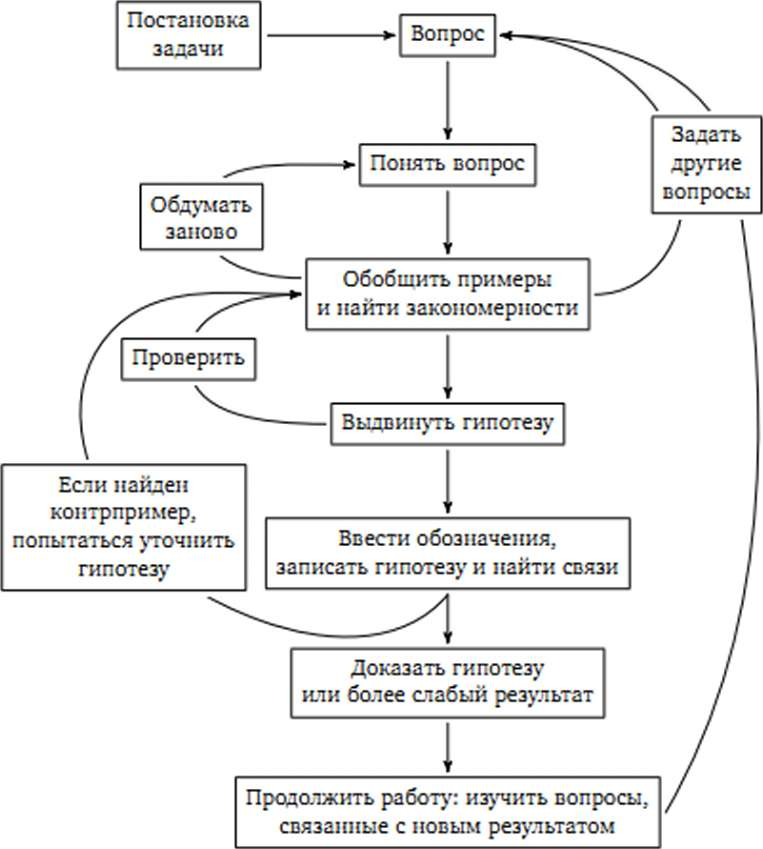 Постановка
задачи
Вопрос
Задать
другие
вопросы
Понять вопрос
Обдумать
заново
Обобщить примеры
и найти закономерности
Проверить
Выдвинуть гипотезу
Если найден
контрпример,
попытаться уточнить
гипотезу
Ввести обозначения,
записать гипотезу и найти связи
Доказать гипотезу
или более слабый результат
Продолжить работу: изучить вопросы,
связанные с новым результатом